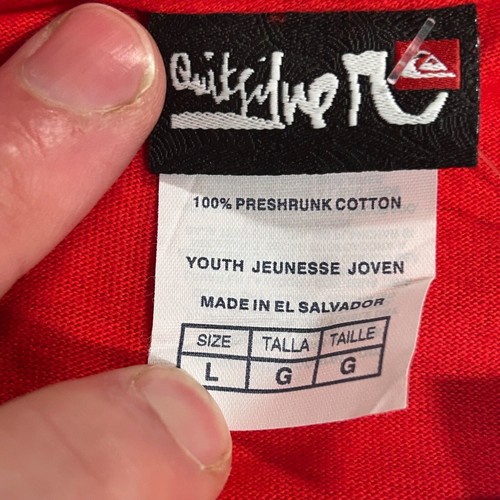 Quiksilver
100% PRESHRUNK COTTON
YOUTH JEUNESSE JOVEN
MADE IN EL SALVADOR
SIZE TALLA TAILLE
L G G